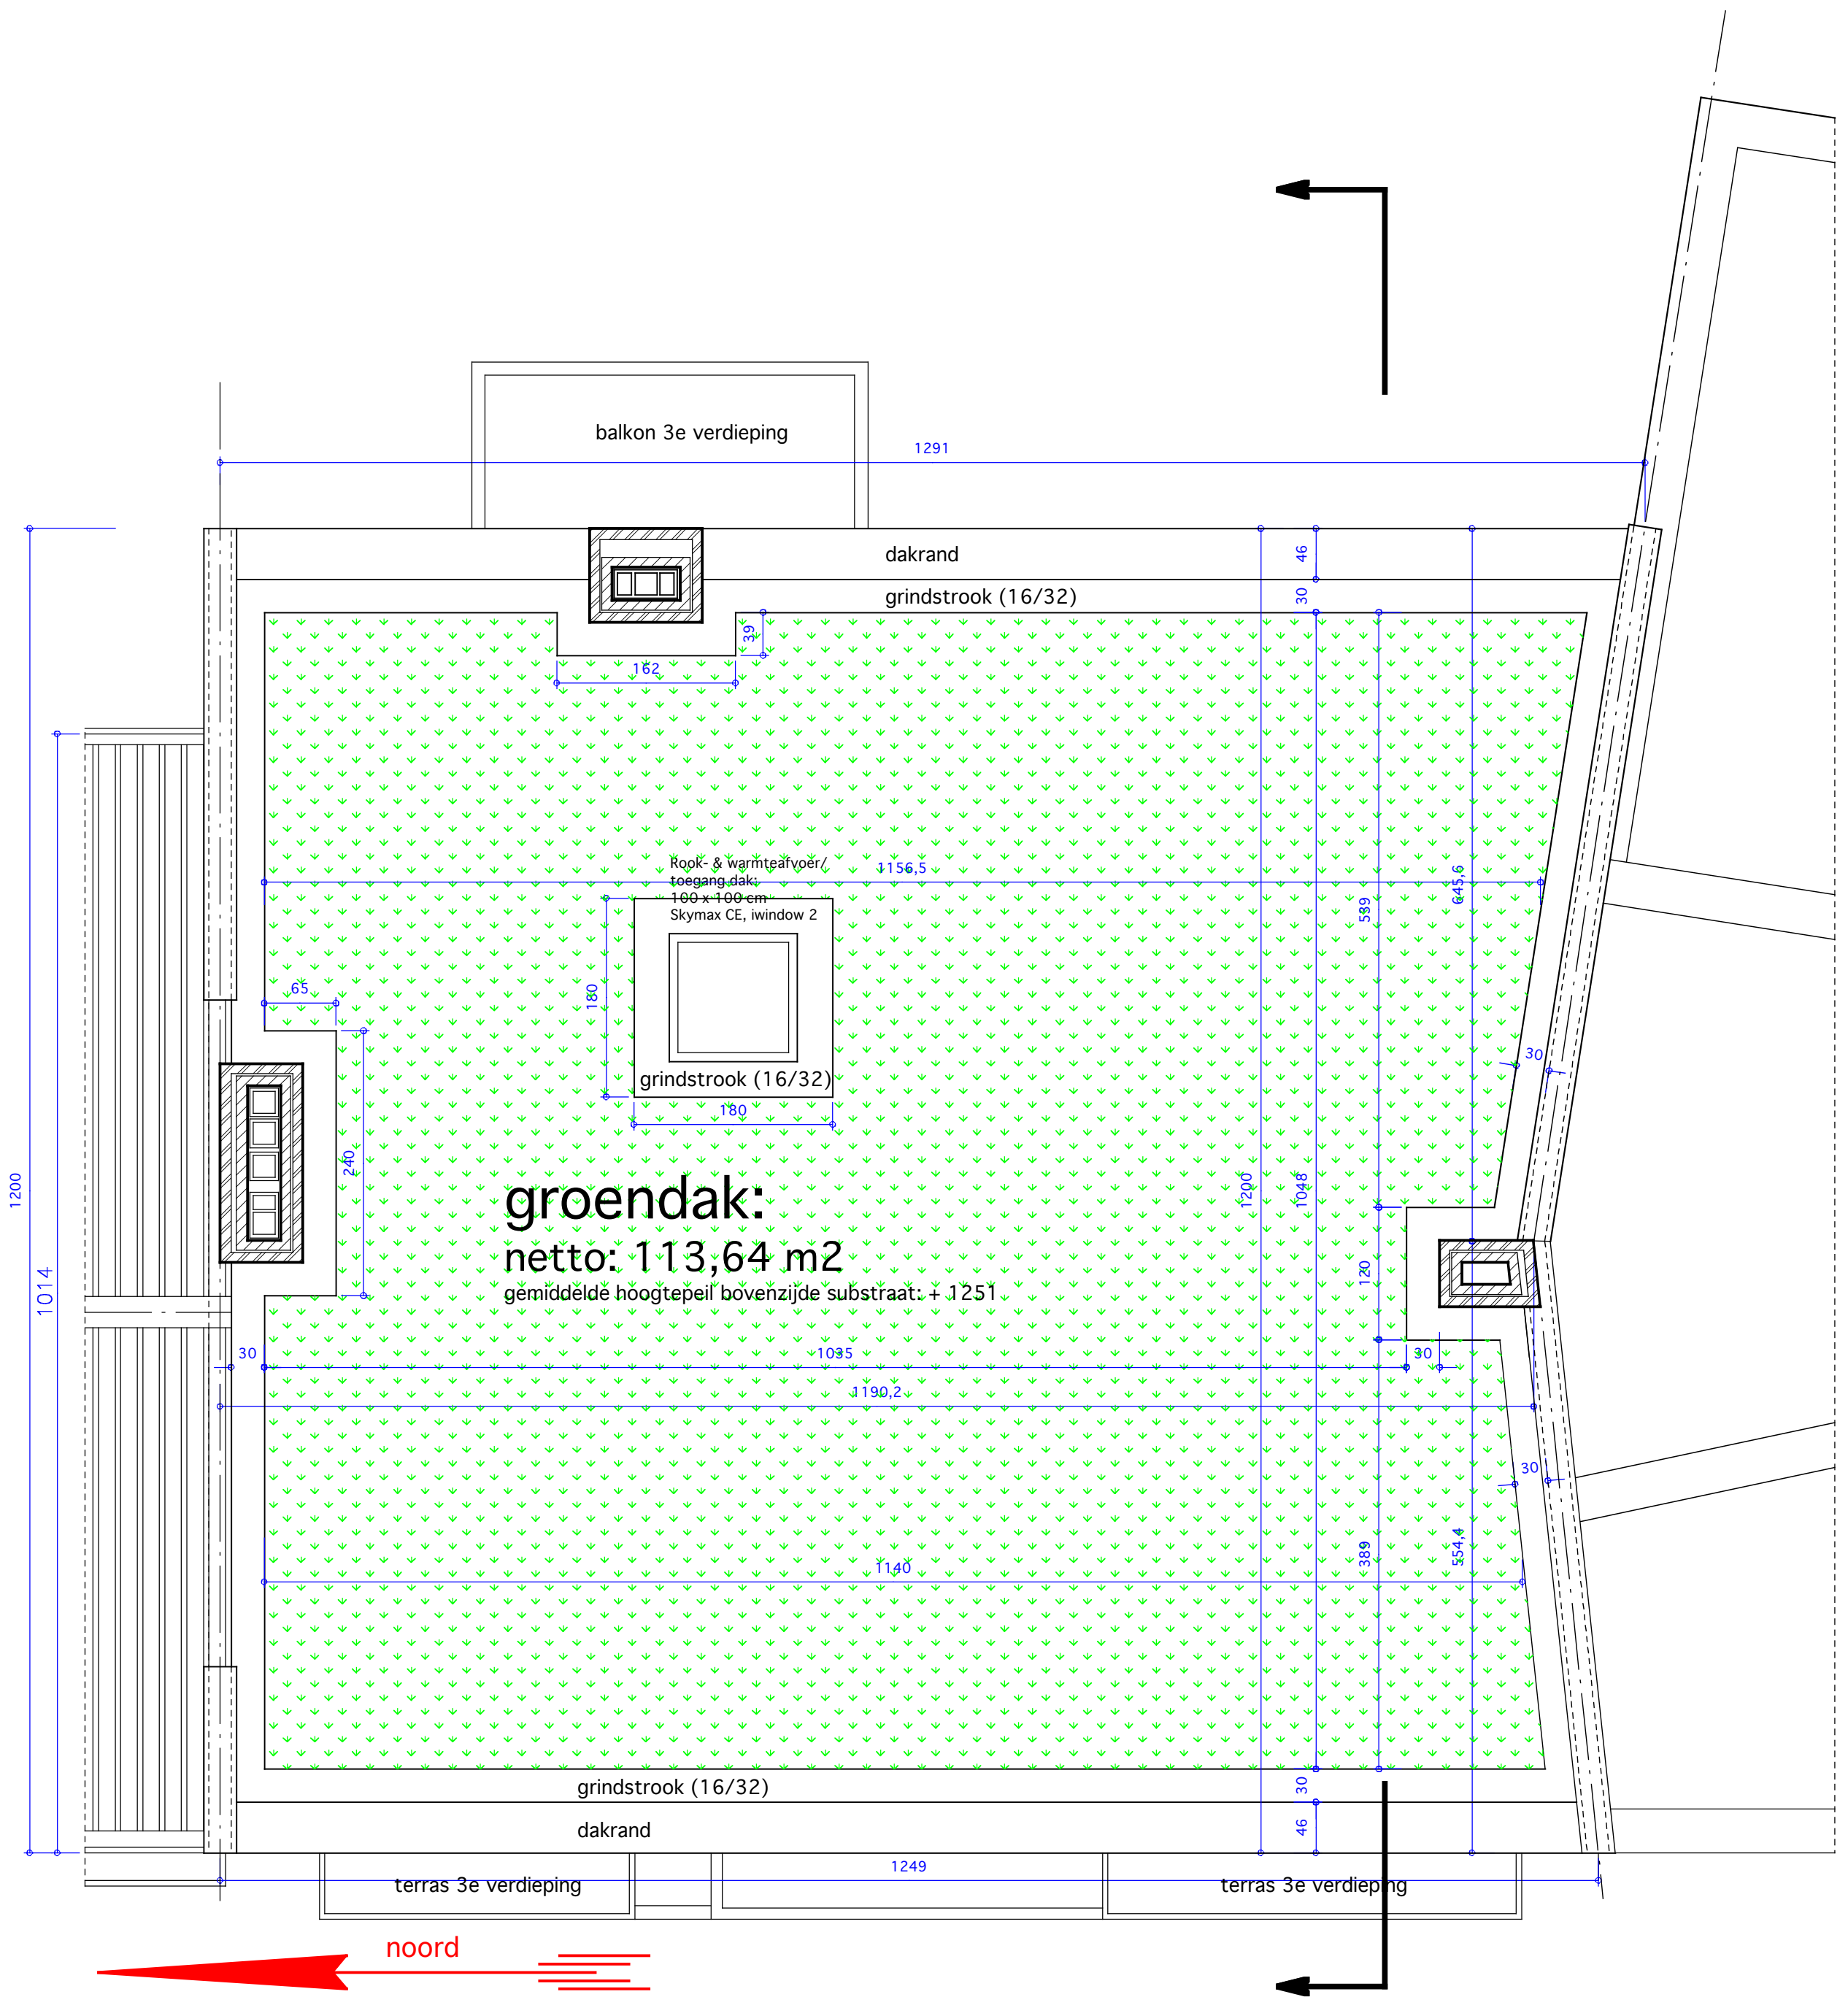 balkon 3e verdieping
1291
dakrand
46
grindstrook (16/32)
30
39
162
Rook- & warmteafvoer/
toegang dak:
100 x 100 cm
Skymax CE, iwindow 2
1156,5
539
645,6
65
180
30
grindstrook (16/32)
180
240
1200
1014
groendak:
netto: 113,64 m2
gemiddelde hoogtepeil bovenzijde substraat: + 1251
1200
1048
120
30
1035
30
1190,2
30
1140
389
554,4
grindstrook (16/32)
30
dakrand
46
1249
terras 3e verdieping
terras 3e verdieping
noord